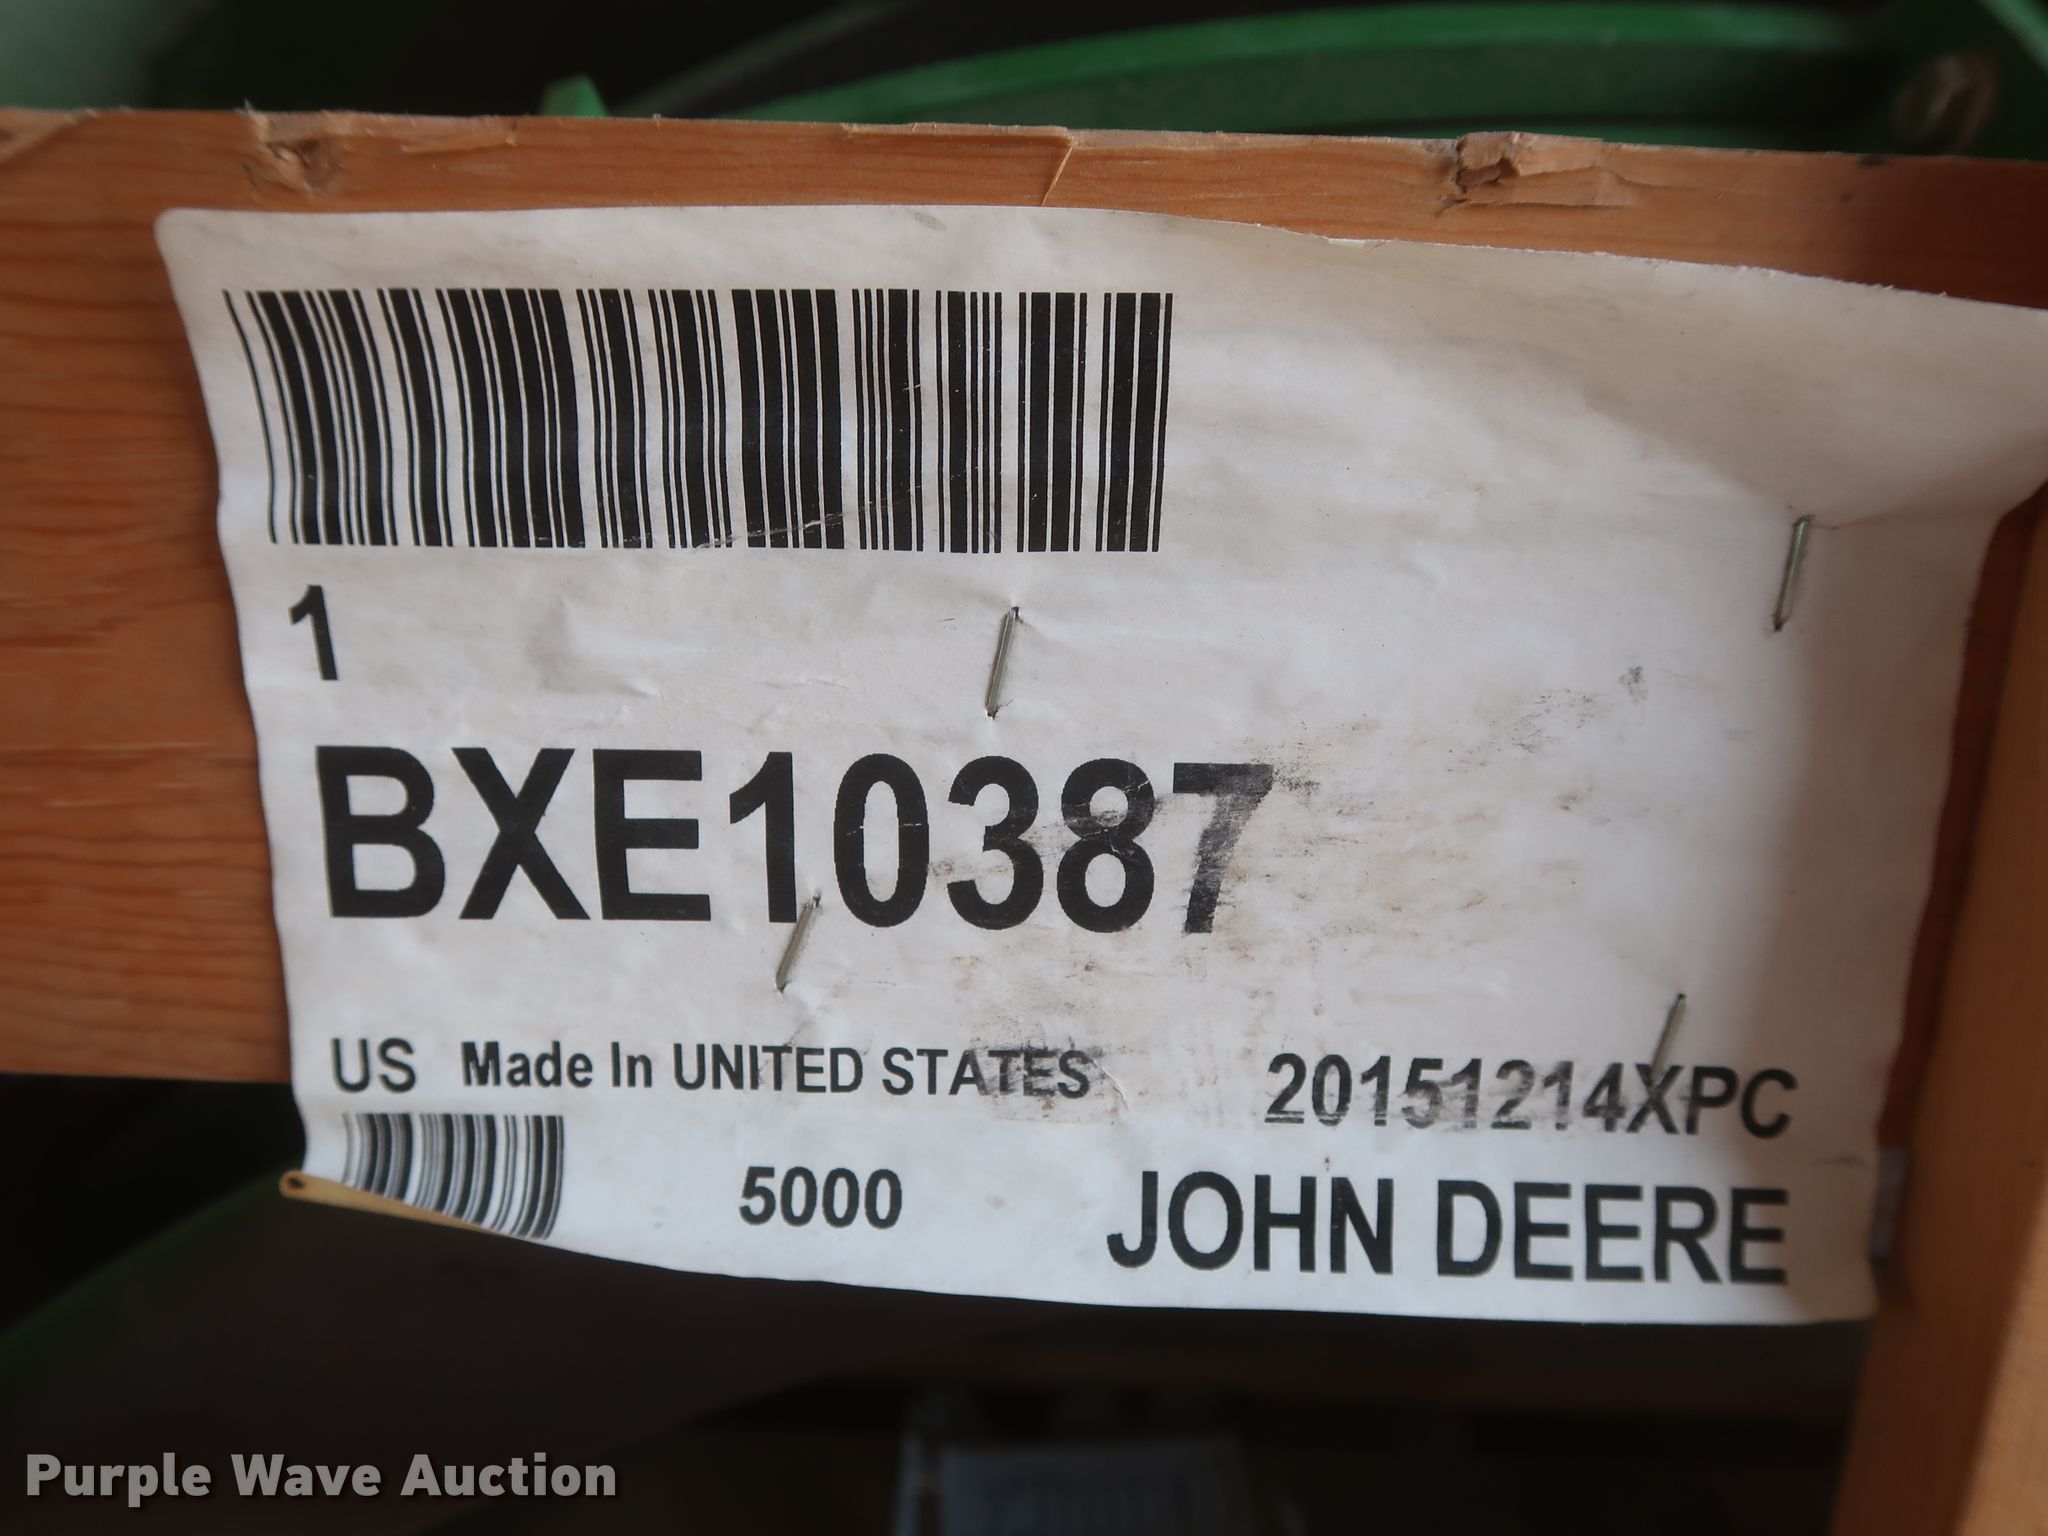 1
BXE10387
US Made In UNITED STATES 20151214XPC
5000 JOHN DEERE
Purple Wave Auction